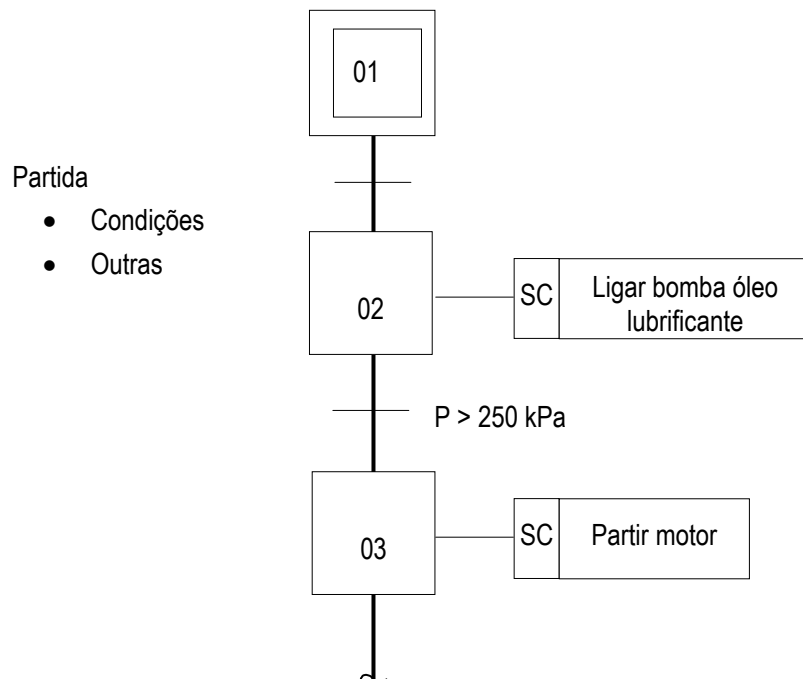 01
Partida
• Condições
• Outras
02
SC
Ligar bomba óleo
lubrificante
P > 250 kPa
03
SC
Partir motor